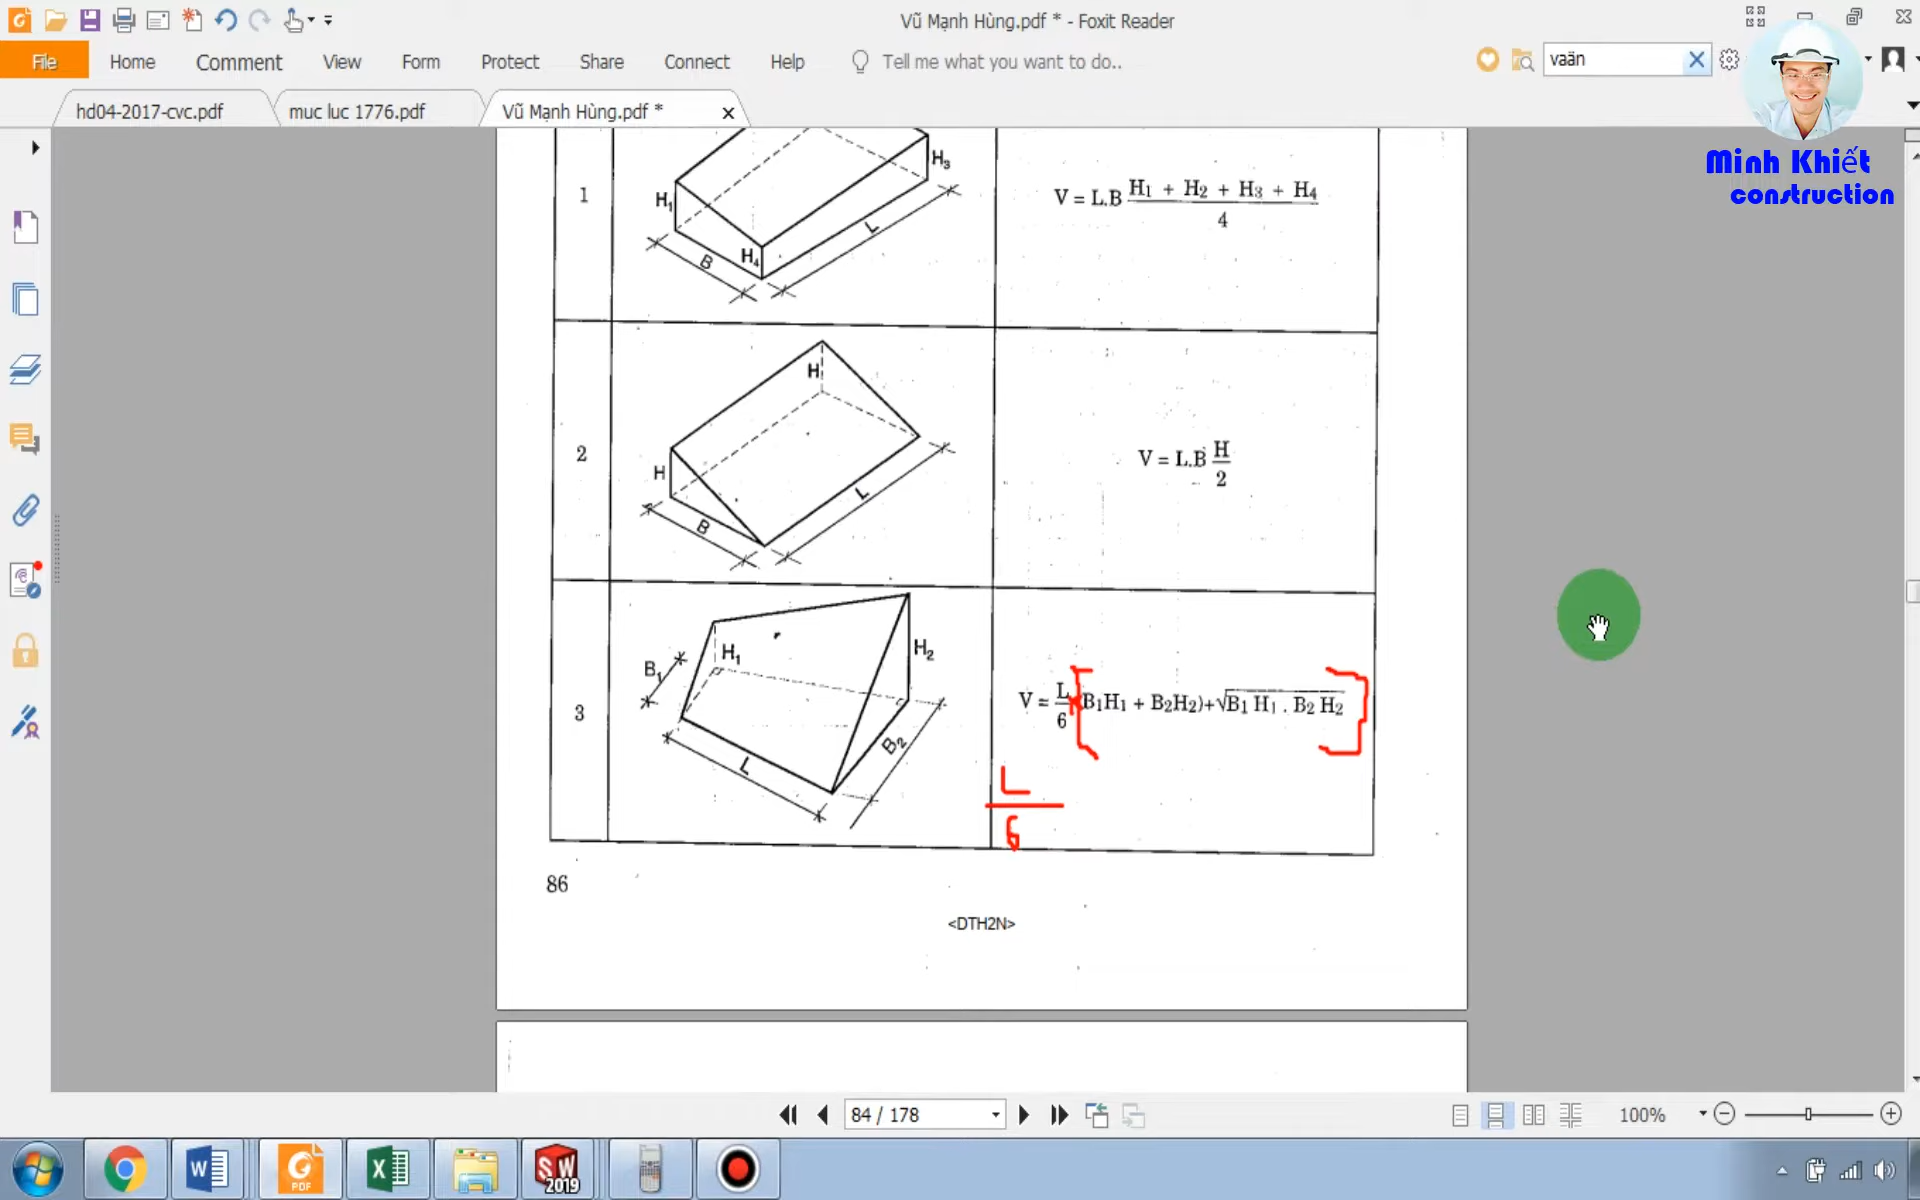 Vũ Mạnh Hùng.pdf * - Foxit Reader
File Home Comment View Form Protect Share Connect Help Tell me what you want to do.. vaän
hd04-2017-cvc.pdf muc luc 1776.pdf Vũ Mạnh Hùng.pdf *
Minh Khiết
construction
1
H₁
H₃
H₄
B
L
V = L.B (H₁ + H₂ + H₃ + H₄)/4
2
H
H
B
L
V = L.B H/2
3
B₁
H₁
H₂
B₂
L
V = L/6 (B₁H₁ + B₂H₂)+√B₁ H₁ . B₂ H₂
L
6
86
<DTH2N>
84 / 178
100%
PDF
SW
2019